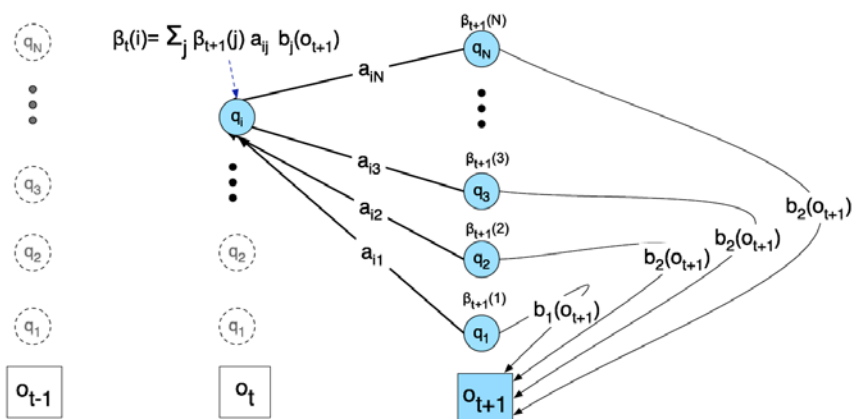 βt(i)= Σj βt+1(j) aij bj(ot+1)
βt+1(N)
qN
qN
aiN
qi
βt+1(3)
q3
ai3
q3
b2(ot+1)
ai2
βt+1(2)
b2(ot+1)
q2
q2
ai1
q2
b2(ot+1)
βt+1(1)
b1(ot+1)
q1
q1
q1
ot-1
ot
ot+1